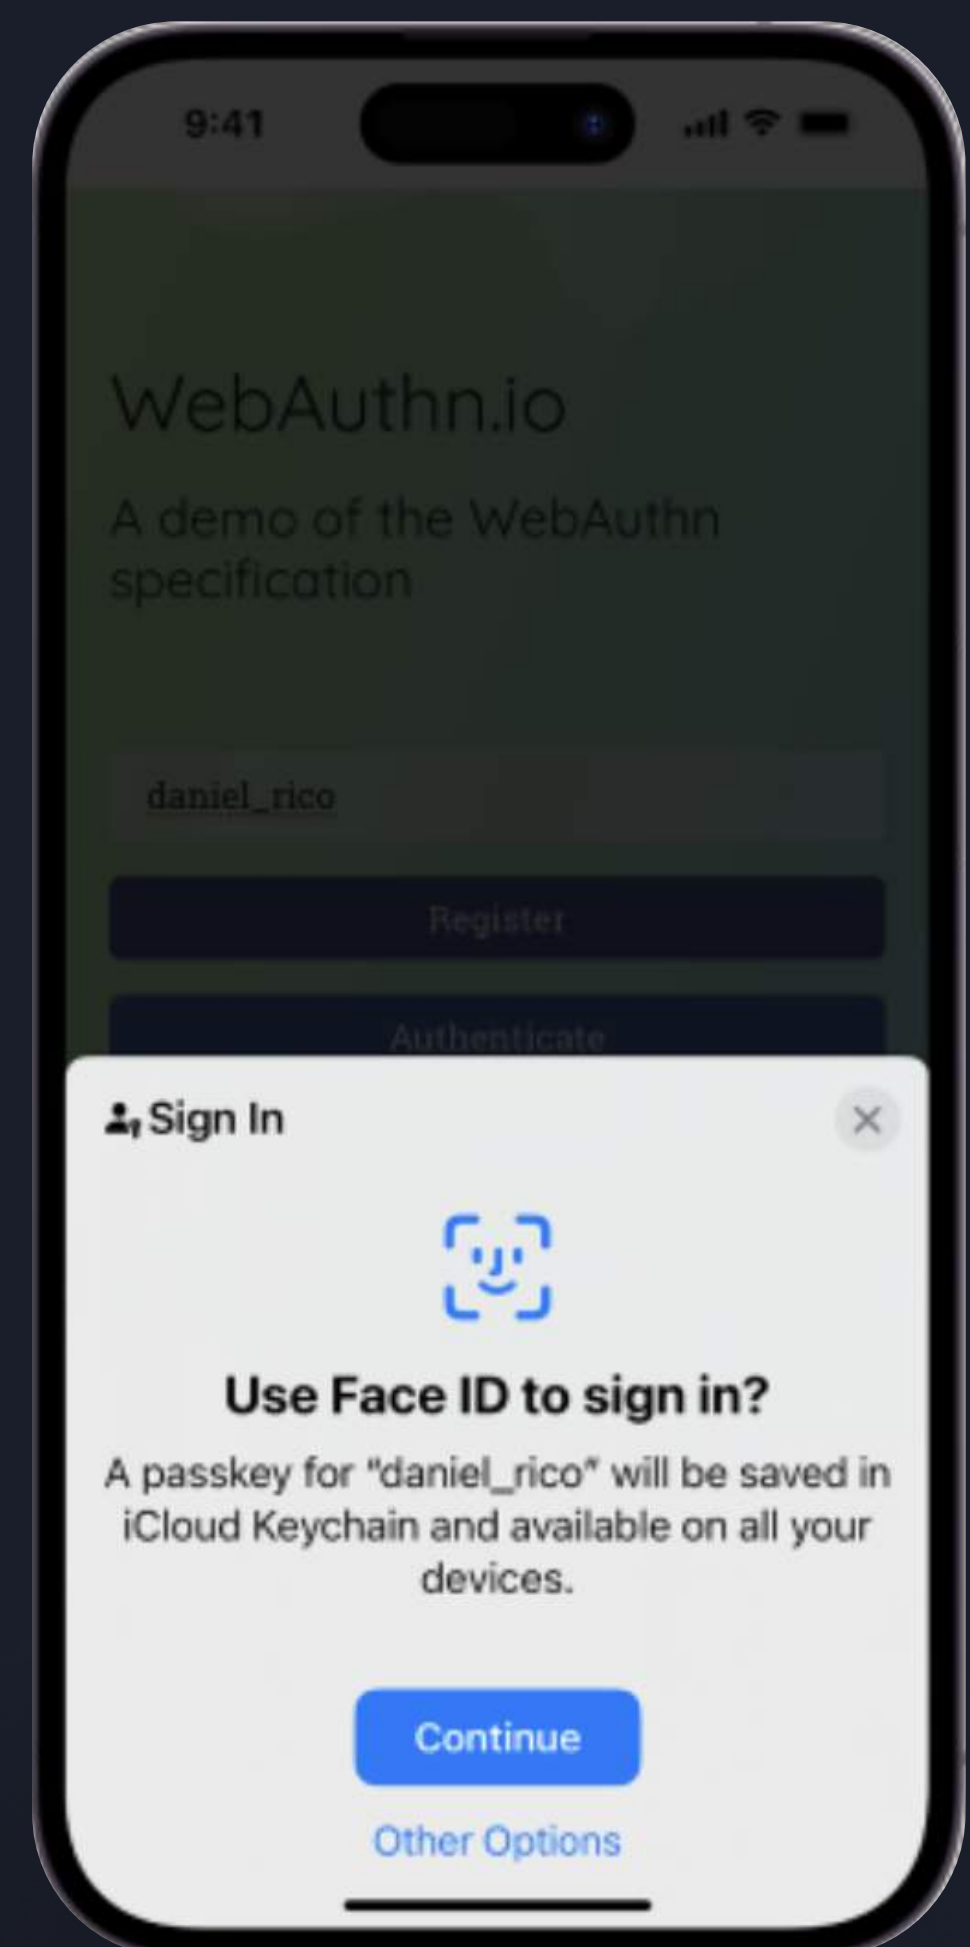 9:41
WebAuthn.io
A demo of the WebAuthn
specification
daniel_rico
Register
Authenticate
Sign In
Use Face ID to sign in?
A passkey for "daniel_rico" will be saved in
iCloud Keychain and available on all your
devices.
Continue
Other Options